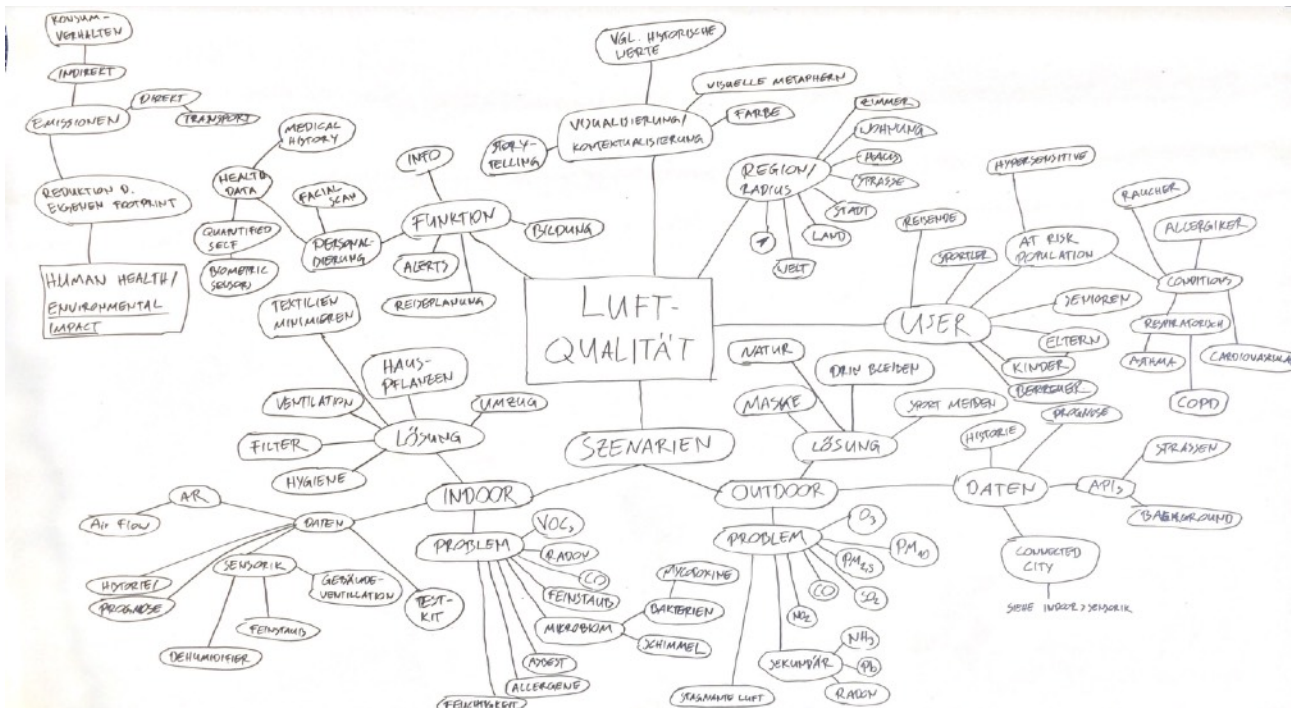 KONSUM-
VERHALTEN
INDIREKT
DIREKT
TRANSPORT
EMISSIONEN
REDUKTION D.
EIGENEN FOOTPRINT
HUMAN HEALTH/
ENVIRONMENTAL
IMPACT
MEDICAL
HISTORY
HEALTH
DATA
QUANTIFIED
SELF
BIOMETRIC
SENSORS
FACIAL
SCAN
PERSONAL-
ISIERUNG
INFO
FUNKTION
BILDUNG
ALERTS
REISEPLANUNG
VGL. HISTORISCHE
WERTE
VISUELLE METAPHERN
FARBE
VISUALISIERUNG/
KONTEXTUALISIERUNG
STORY-
TELLING
REGION/
RADIUS
ZIMMER
WOHNUNG
HAUS
STRASSE
STADT
LAND
WELT
LUFT-
QUALITÄT
USER
REISENDE
SPORTLER
HYPERSENSITIVE
AT RISK
POPULATION
SENIOREN
ELTERN
KINDER
BETREUER
RAUCHER
ALLERGIKER
CONDITIONS
RESPIRATORISCH
ASTHMA
COPD
CARDIOVASKULAR
TEXTILIEN
MINIMIEREN
HAUS-
PFLANZEN
VENTILATION
UMZUG
FILTER
LÖSUNG
HYGIENE
SZENARIEN
NATUR
DRIN BLEIBEN
MASKE
SPORT MEIDEN
LÖSUNG
INDOOR
OUTDOOR
AR
Air Flow
DATEN
HISTORIE/
PROGNOSE
SENSORIK
GEBÄUDE-
VENTILLATION
TEST-
KIT
FEINSTAUB
DEHUMIDIFIER
PROBLEM
VOCs
RADON
CO
FEINSTAUB
MIKROBIOM
MYCOTOXINE
BAKTERIEN
SCHIMMEL
ASBEST
ALLERGENE
FEUCHTIGKEIT
PROBLEM
O3
PM10
PM2,5
SO2
CO
NO2
SEKUNDÄR
NH3
Pb
RADON
STAGNANTE LUFT
HISTORIE
PROGNOSE
DATEN
APIs
STRASSEN
BACKGROUND
CONNECTED
CITY
SIEHE INDOOR > SENSORIK